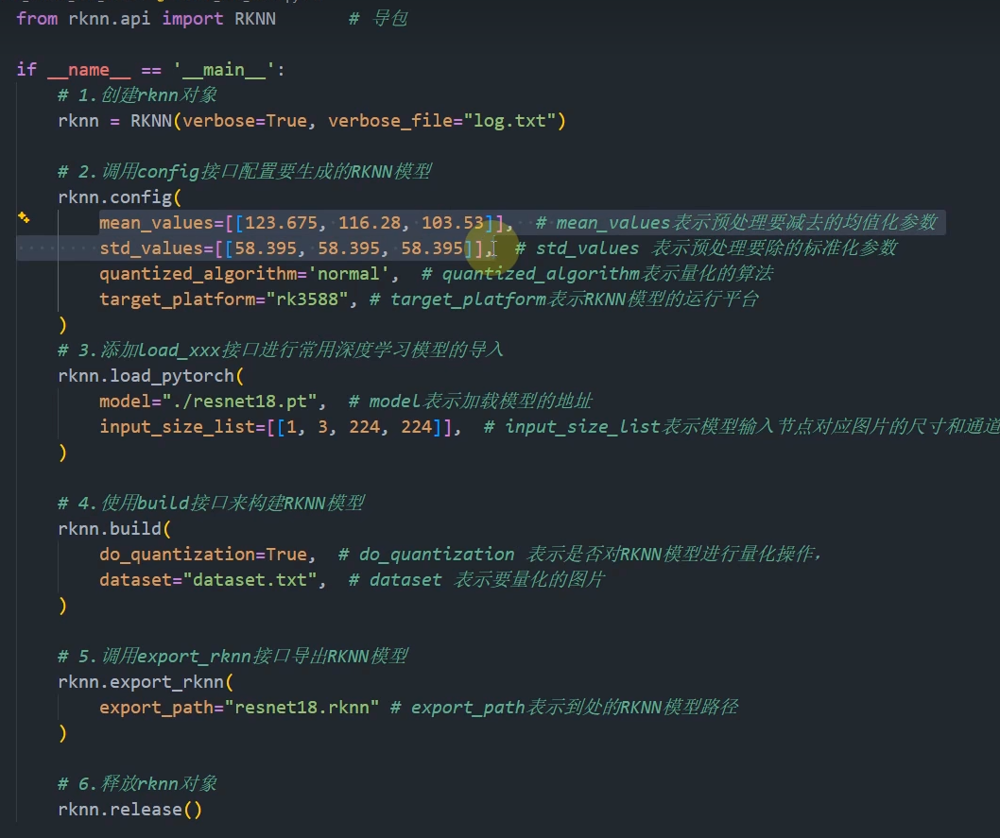 from rknn.api import RKNN       # 导包
if __name__ == '__main__':
    # 1.创建rknn对象
    rknn = RKNN(verbose=True, verbose_file="log.txt")
    # 2.调用config接口配置要生成的RKNN模型
    rknn.config(
        mean_values=[[123.675, 116.28, 103.53]],  # mean_values表示预处理要减去的均值化参数
        std_values=[[58.395, 58.395, 58.395]],  # std_values 表示预处理要除的标准化参数
        quantized_algorithm='normal',  # quantized_algorithm表示量化的算法
        target_platform="rk3588", # target_platform表示RKNN模型的运行平台
    )
    # 3.添加load_xxx接口进行常用深度学习模型的导入
    rknn.load_pytorch(
        model="./resnet18.pt",  # model表示加载模型的地址
        input_size_list=[[1, 3, 224, 224]],  # input_size_list表示模型输入节点对应图片的尺寸和通道
    )
    # 4.使用build接口来构建RKNN模型
    rknn.build(
        do_quantization=True,  # do_quantization 表示是否对RKNN模型进行量化操作,
        dataset="dataset.txt",  # dataset 表示要量化的图片
    )
    # 5.调用export_rknn接口导出RKNN模型
    rknn.export_rknn(
        export_path="resnet18.rknn" # export_path表示到处的RKNN模型路径
    )
    # 6.释放rknn对象
    rknn.release()